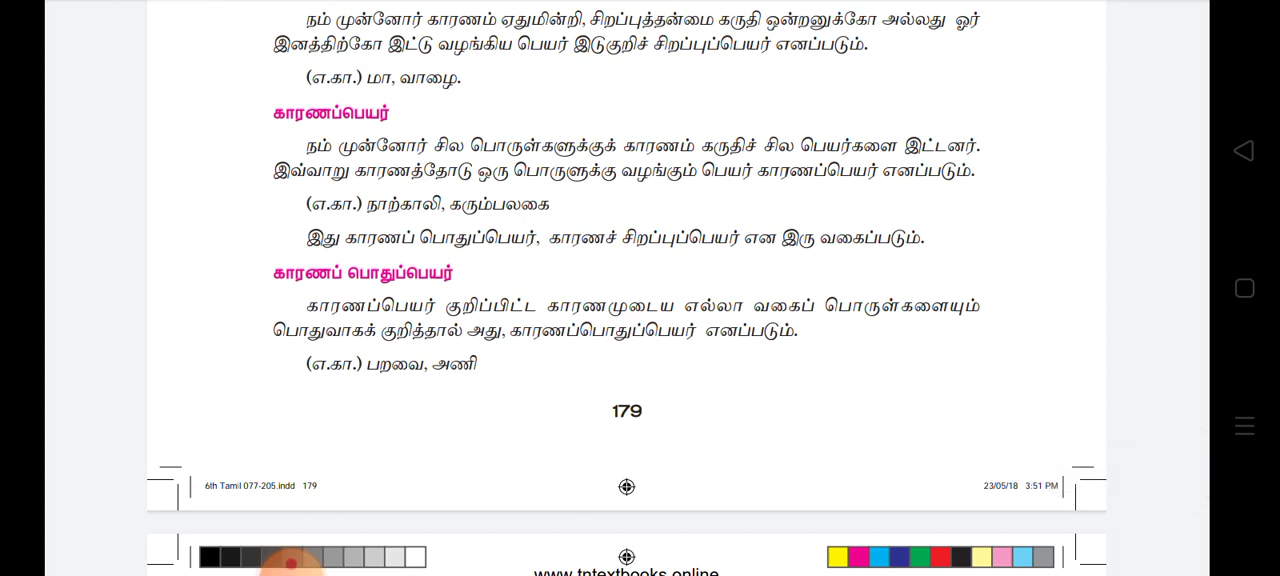 நம் முன்னோர் காரணம் ஏதுமின்றி, சிறப்புத்தன்மை கருதி ஒன்றனுக்கோ அல்லது ஓர்
இனத்திற்கோ இட்டு வழங்கிய பெயர் இடுகுறிச் சிறப்புப்பெயர் எனப்படும்.
(எ.கா.) மா, வாழை.
காரணப்பெயர்
நம் முன்னோர் சில பொருள்களுக்குக் காரணம் கருதிச் சில பெயர்களை இட்டனர்.
இவ்வாறு காரணத்தோடு ஒரு பொருளுக்கு வழங்கும் பெயர் காரணப்பெயர் எனப்படும்.
(எ.கா.) நாற்காலி, கரும்பலகை
இது காரணப் பொதுப்பெயர், காரணச் சிறப்புப்பெயர் என இரு வகைப்படும்.
காரணப் பொதுப்பெயர்
காரணப்பெயர் குறிப்பிட்ட காரணமுடைய எல்லா வகைப் பொருள்களையும்
பொதுவாகக் குறித்தால் அது, காரணப்பொதுப்பெயர் எனப்படும்.
(எ.கா.) பறவை, அணி
179
6th Tamil 077-205.indd 179 23/05/18 3:51 PM
www.tntextbooks.online